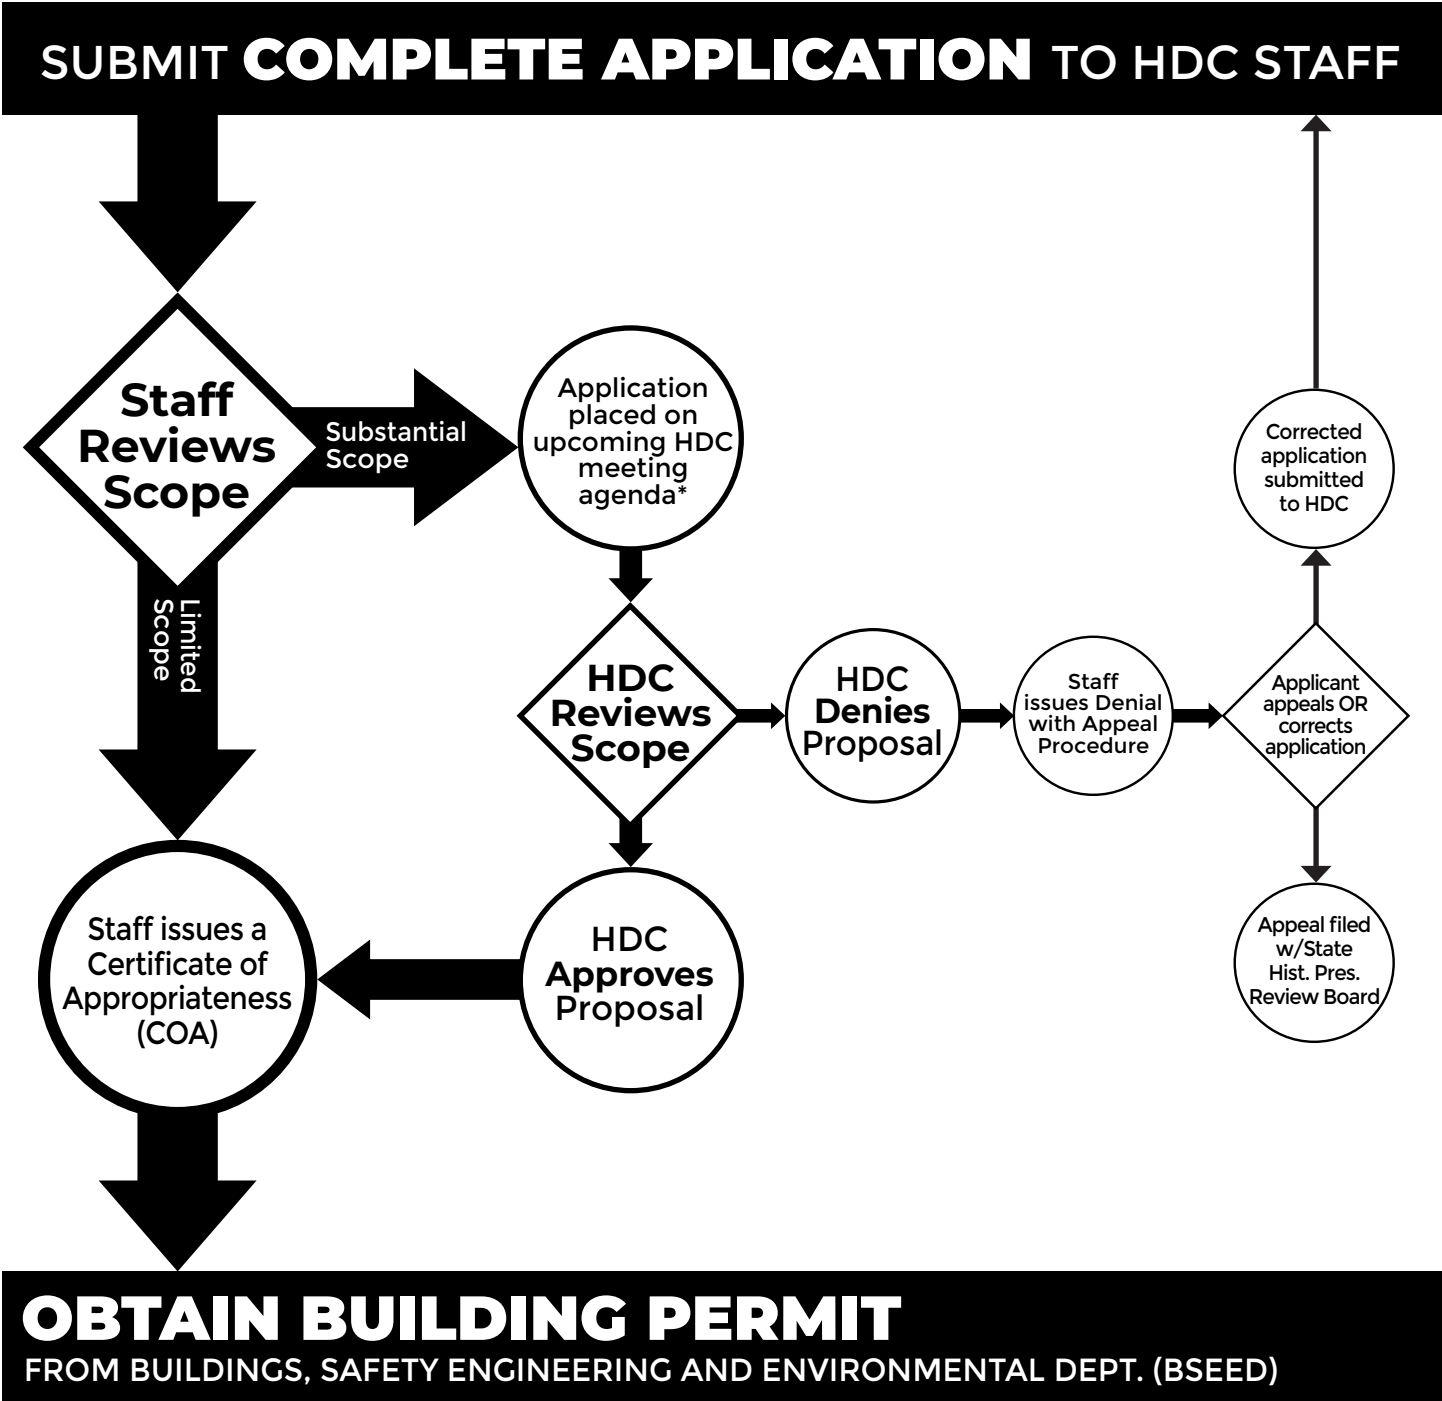 SUBMIT COMPLETE APPLICATION TO HDC STAFF
Staff
Reviews
Scope
Substantial
Scope
Application
placed on
upcoming HDC
meeting
agenda*
Corrected
application
submitted
to HDC
Limited
Scope
HDC
Reviews
Scope
HDC
Denies
Proposal
Staff
issues Denial
with Appeal
Procedure
Applicant
appeals OR
corrects
application
Staff issues a
Certificate of
Appropriateness
(COA)
HDC
Approves
Proposal
Appeal filed
w/State
Hist. Pres.
Review Board
OBTAIN BUILDING PERMIT
FROM BUILDINGS, SAFETY ENGINEERING AND ENVIRONMENTAL DEPT. (BSEED)